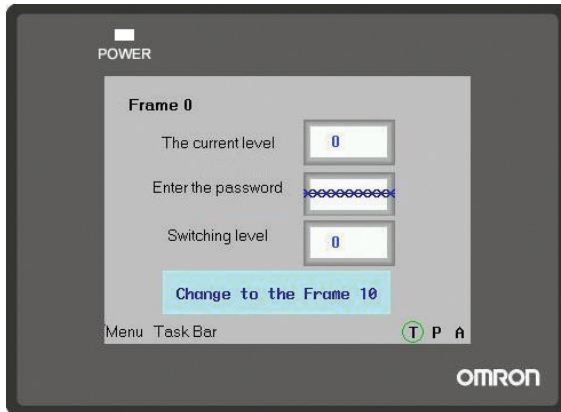 POWER
Frame 0
The current level 0
Enter the password
Switching level 0
Change to the Frame 10
Menu Task Bar T P A
OMRON